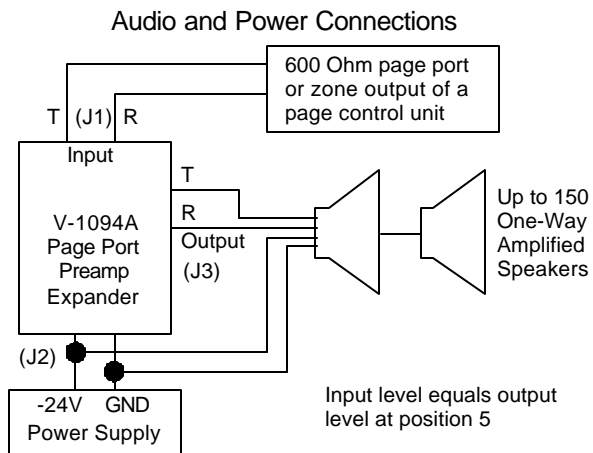 Audio and Power Connections
600 Ohm page port
or zone output of a
page control unit
T (J1) R
Input
V-1094A
Page Port
Preamp
Expander
T
R
Output
(J3)
Up to 150
One-Way
Amplified
Speakers
(J2)
-24V GND
Power Supply
Input level equals output
level at position 5